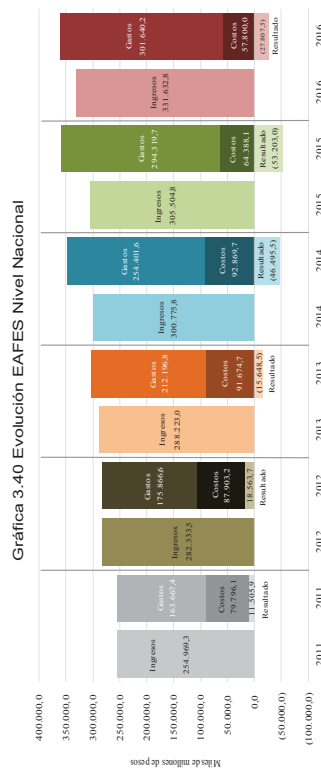 Gráfica 3.40 Evolución EAFES Nivel Nacional
Miles de millones de pesos
400.000,0
350.000,0
300.000,0
250.000,0
200.000,0
150.000,0
100.000,0
50.000,0
0,0
(50.000,0)
(100.000,0)
Ingresos
254.969,3
Gastos
163.667,4
Costos
79.796,1
11.505,9
Resultado
Ingresos
282.333,5
Gastos
175.866,6
Costos
87.903,2
18.563,7
Resultado
Ingresos
288.223,0
Gastos
212.196,8
Costos
91.674,7
(15.648,5)
Resultado
Ingresos
300.775,8
Gastos
254.401,6
Costos
92.869,7
Resultado
(46.495,5)
Ingresos
305.504,8
Gastos
294.319,7
Costos
64.388,1
Resultado
(53.203,0)
Ingresos
331.632,8
Gastos
301.640,2
Costos
57.800,0
(27.807,5)
Resultado
2011
2011
2012
2012
2013
2013
2014
2014
2015
2015
2016
2016